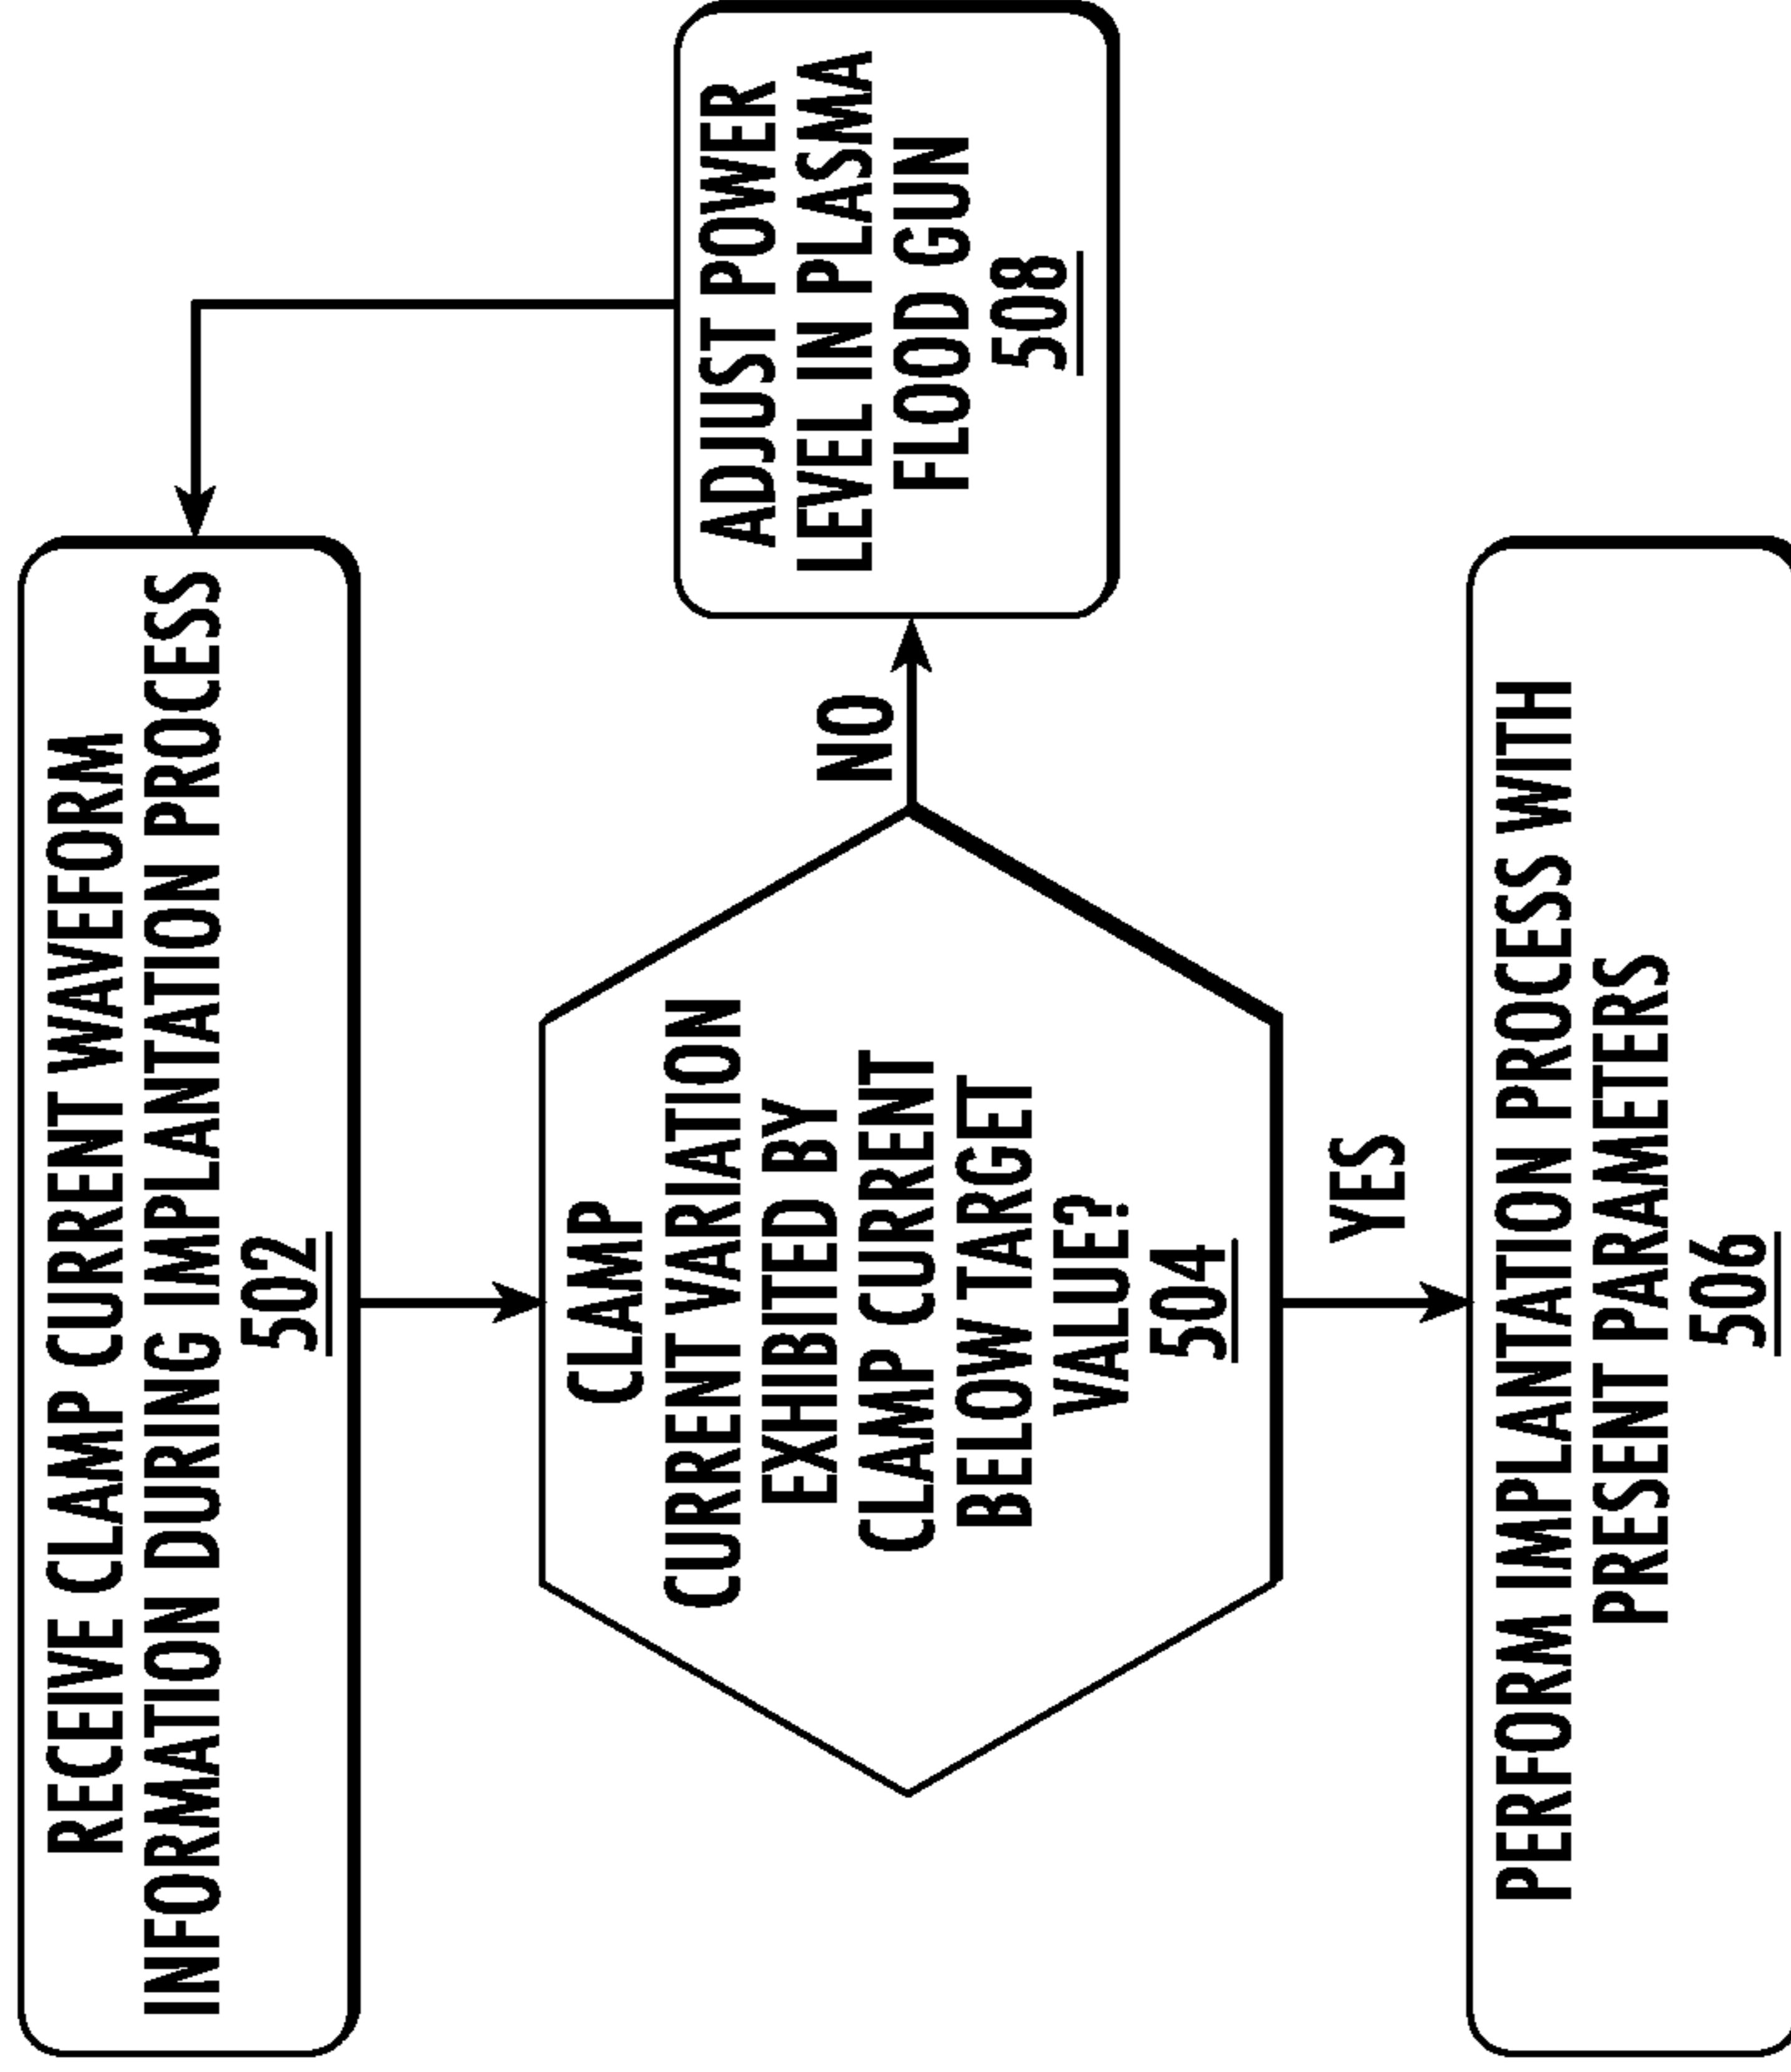 RECEIVE CLAMP CURRENT WAVEFORM
INFORMATION DURING IMPLANTATION PROCESS
502
CLAMP
CURRENT VARIATION
EXHIBITED BY
CLAMP CURRENT
BELOW TARGET
VALUE?
504
NO
ADJUST POWER
LEVEL IN PLASMA
FLOOD GUN
508
YES
PERFORM IMPLANTATION PROCESS WITH
PRESENT PARAMETERS
506